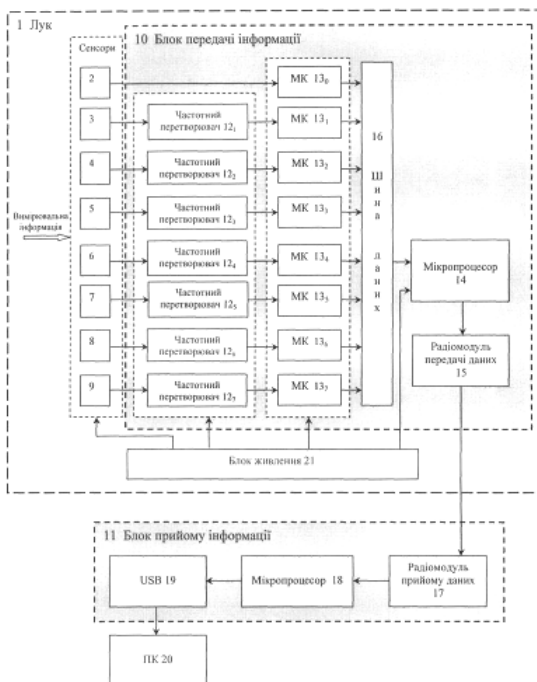 1 Лук
10 Блок передачі інформації
Сенсори
2
МК 13₀
3
Частотний
перетворювач 12₁
МК 13₁
16
Шина
даних
4
Частотний
перетворювач 12₂
МК 13₂
5
Частотний
перетворювач 12₃
МК 13₃
Вимірювальна
інформація
6
Частотний
перетворювач 12₄
МК 13₄
Мікропроцесор
14
7
Частотний
перетворювач 12₅
МК 13₅
8
Частотний
перетворювач 12₆
МК 13₆
Радіомодуль
передачі даних
15
9
Частотний
перетворювач 12₇
МК 13₇
Блок живлення 21
11 Блок прийому інформації
USB 19
Мікропроцесор 18
Радіомодуль
прийому даних
17
ПК 20